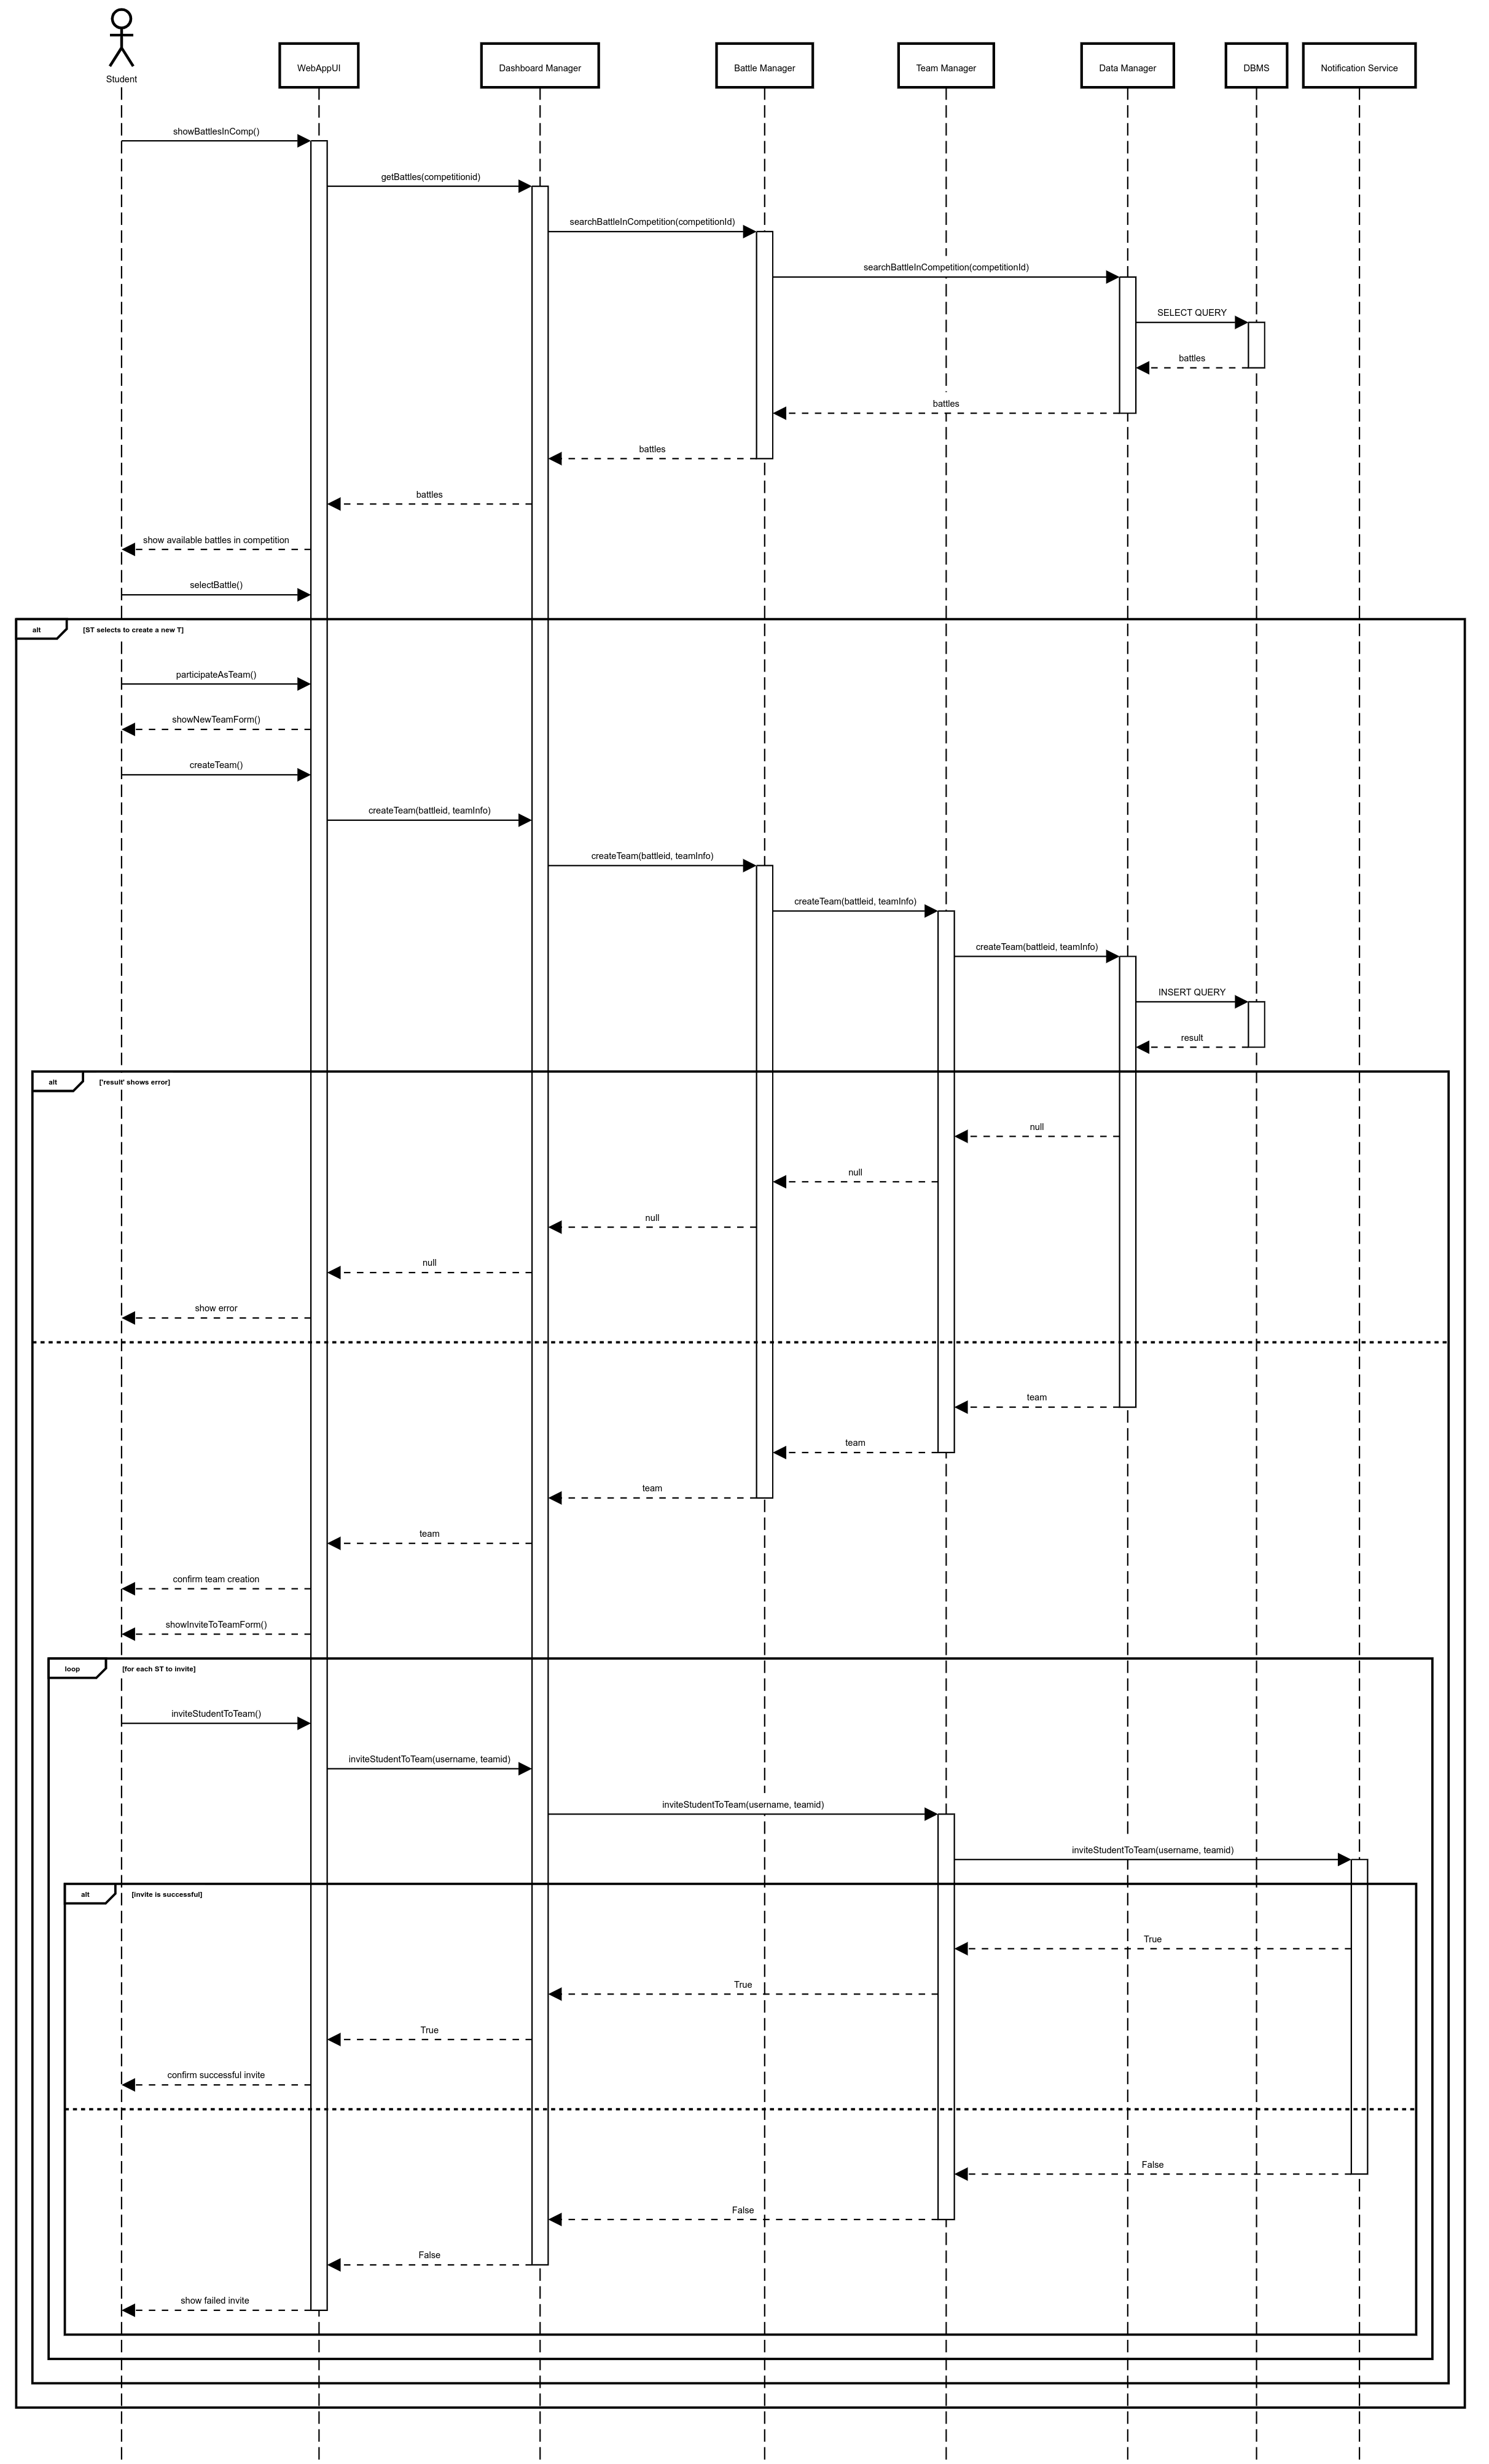 Student
WebAppUI
Dashboard Manager
Battle Manager
Team Manager
Data Manager
DBMS
Notification Service
showBattlesInComp()
getBattles(competitionid)
searchBattleInCompetition(competitionId)
searchBattleInCompetition(competitionId)
SELECT QUERY
battles
battles
battles
battles
show available battles in competition
selectBattle()
alt
[ST selects to create a new T]
participateAsTeam()
showNewTeamForm()
createTeam()
createTeam(battleid, teamInfo)
createTeam(battleid, teamInfo)
createTeam(battleid, teamInfo)
createTeam(battleid, teamInfo)
INSERT QUERY
result
alt
['result' shows error]
null
null
null
null
show error
team
team
team
team
confirm team creation
showInviteToTeamForm()
loop
[for each ST to invite]
inviteStudentToTeam()
inviteStudentToTeam(username, teamid)
inviteStudentToTeam(username, teamid)
inviteStudentToTeam(username, teamid)
alt
[invite is successful]
True
True
True
confirm successful invite
False
False
False
show failed invite